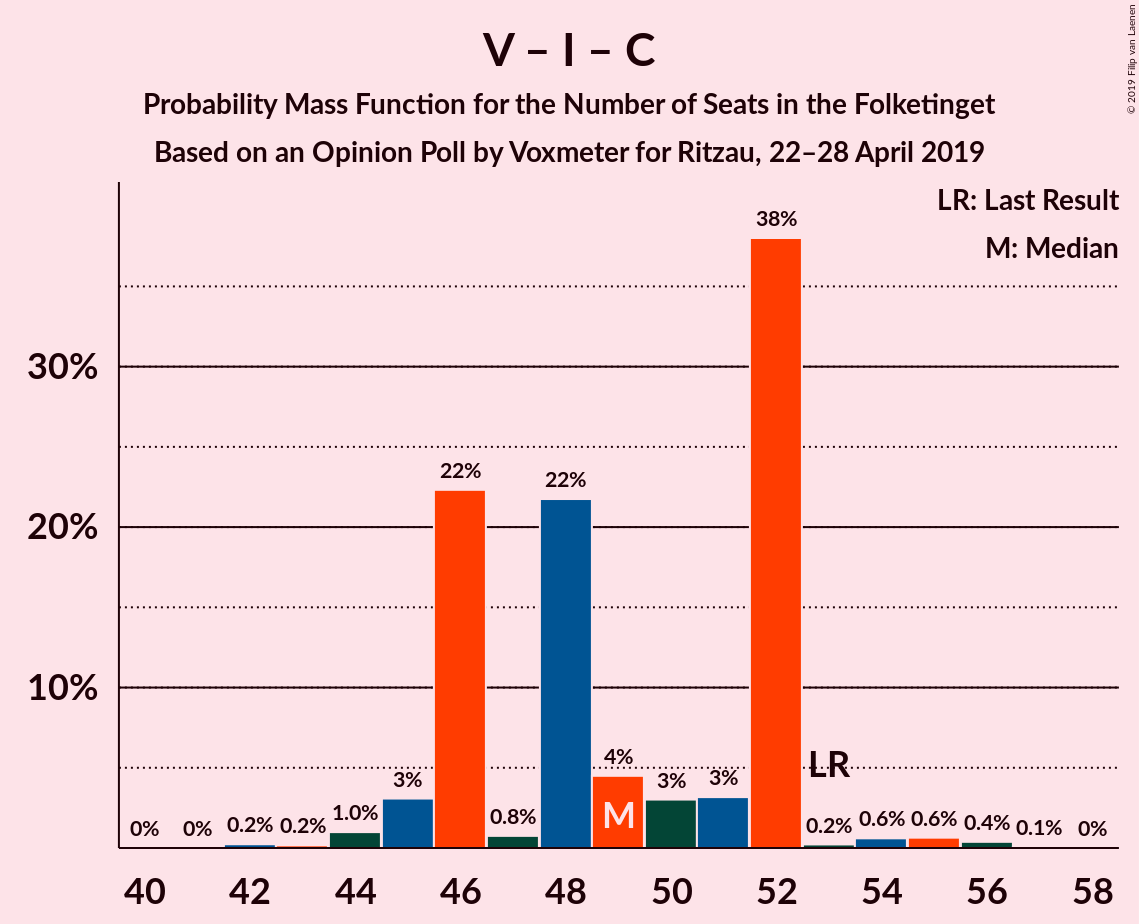 V – I – C
Probability Mass Function for the Number of Seats in the Folketinget
Based on an Opinion Poll by Voxmeter for Ritzau, 22–28 April 2019
© 2019 Filip van Laenen
LR: Last Result
M: Median
38%
30%
22%
22%
20%
10%
LR
4%
3%
3%
3%
M
1.0%
0.8%
0.6%
0.6%
0.4%
0% 0% 0.2% 0.2%
0.2%
0.1% 0%
40 42 44 46 48 50 52 54 56 58